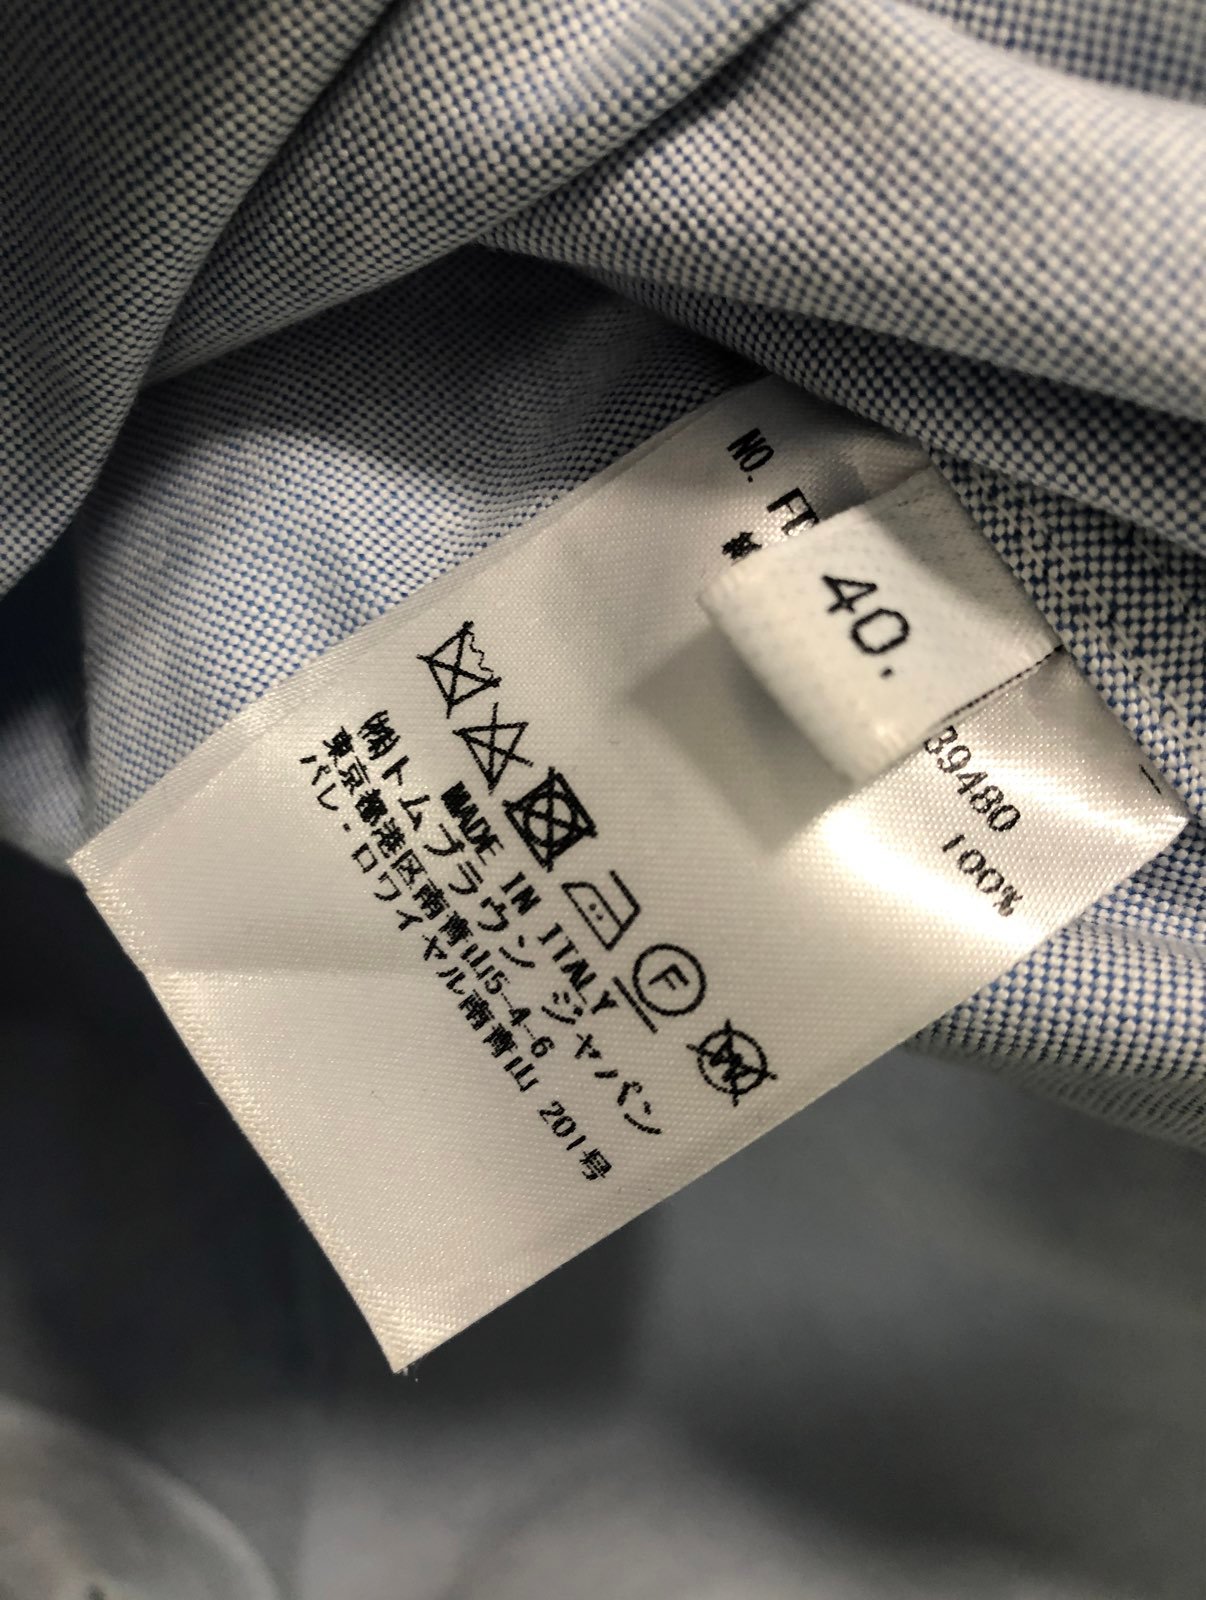 NO.
40.
39480
100%
F
W
MADE IN ITALY
㈱トムブラウン ジャパン
東京都港区南青山5-4-6
パレ・ロワイヤル南青山 201号